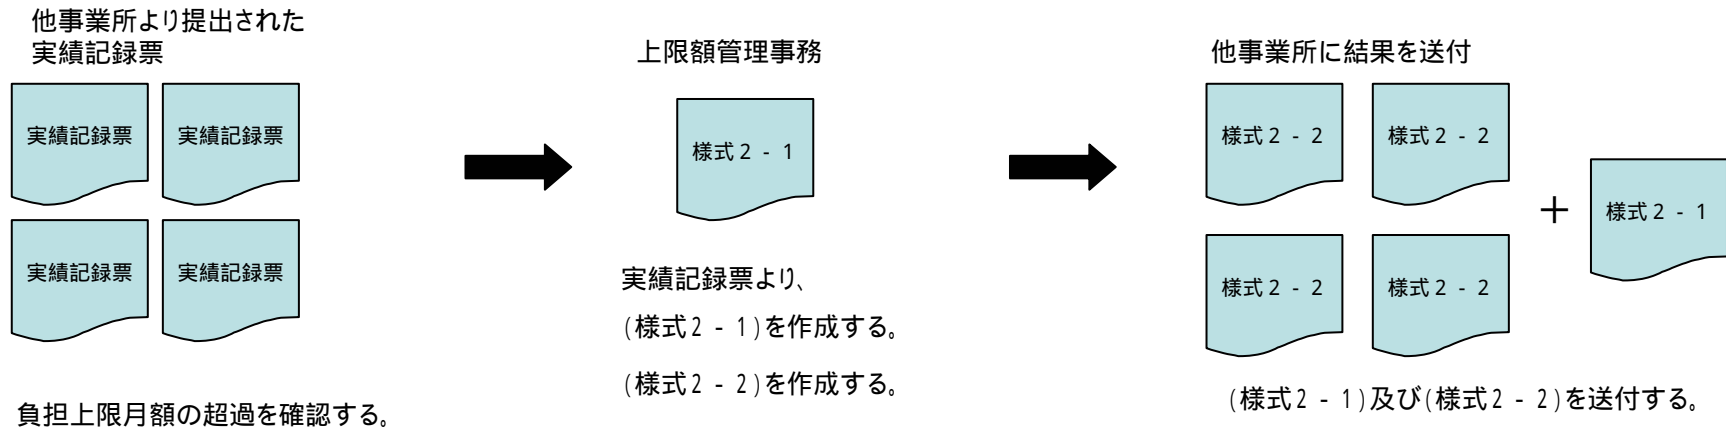 他事業所より提出された
実績記録票
実績記録票
実績記録票
実績記録票
実績記録票
負担上限月額の超過を確認する。
上限額管理事務
様式２‐１
実績記録票より、
(様式２‐１)を作成する。
(様式２‐２)を作成する。
他事業所に結果を送付
様式２‐２
様式２‐２
様式２‐２
様式２‐２
＋
様式２‐１
(様式２‐１)及び(様式２‐２)を送付する。